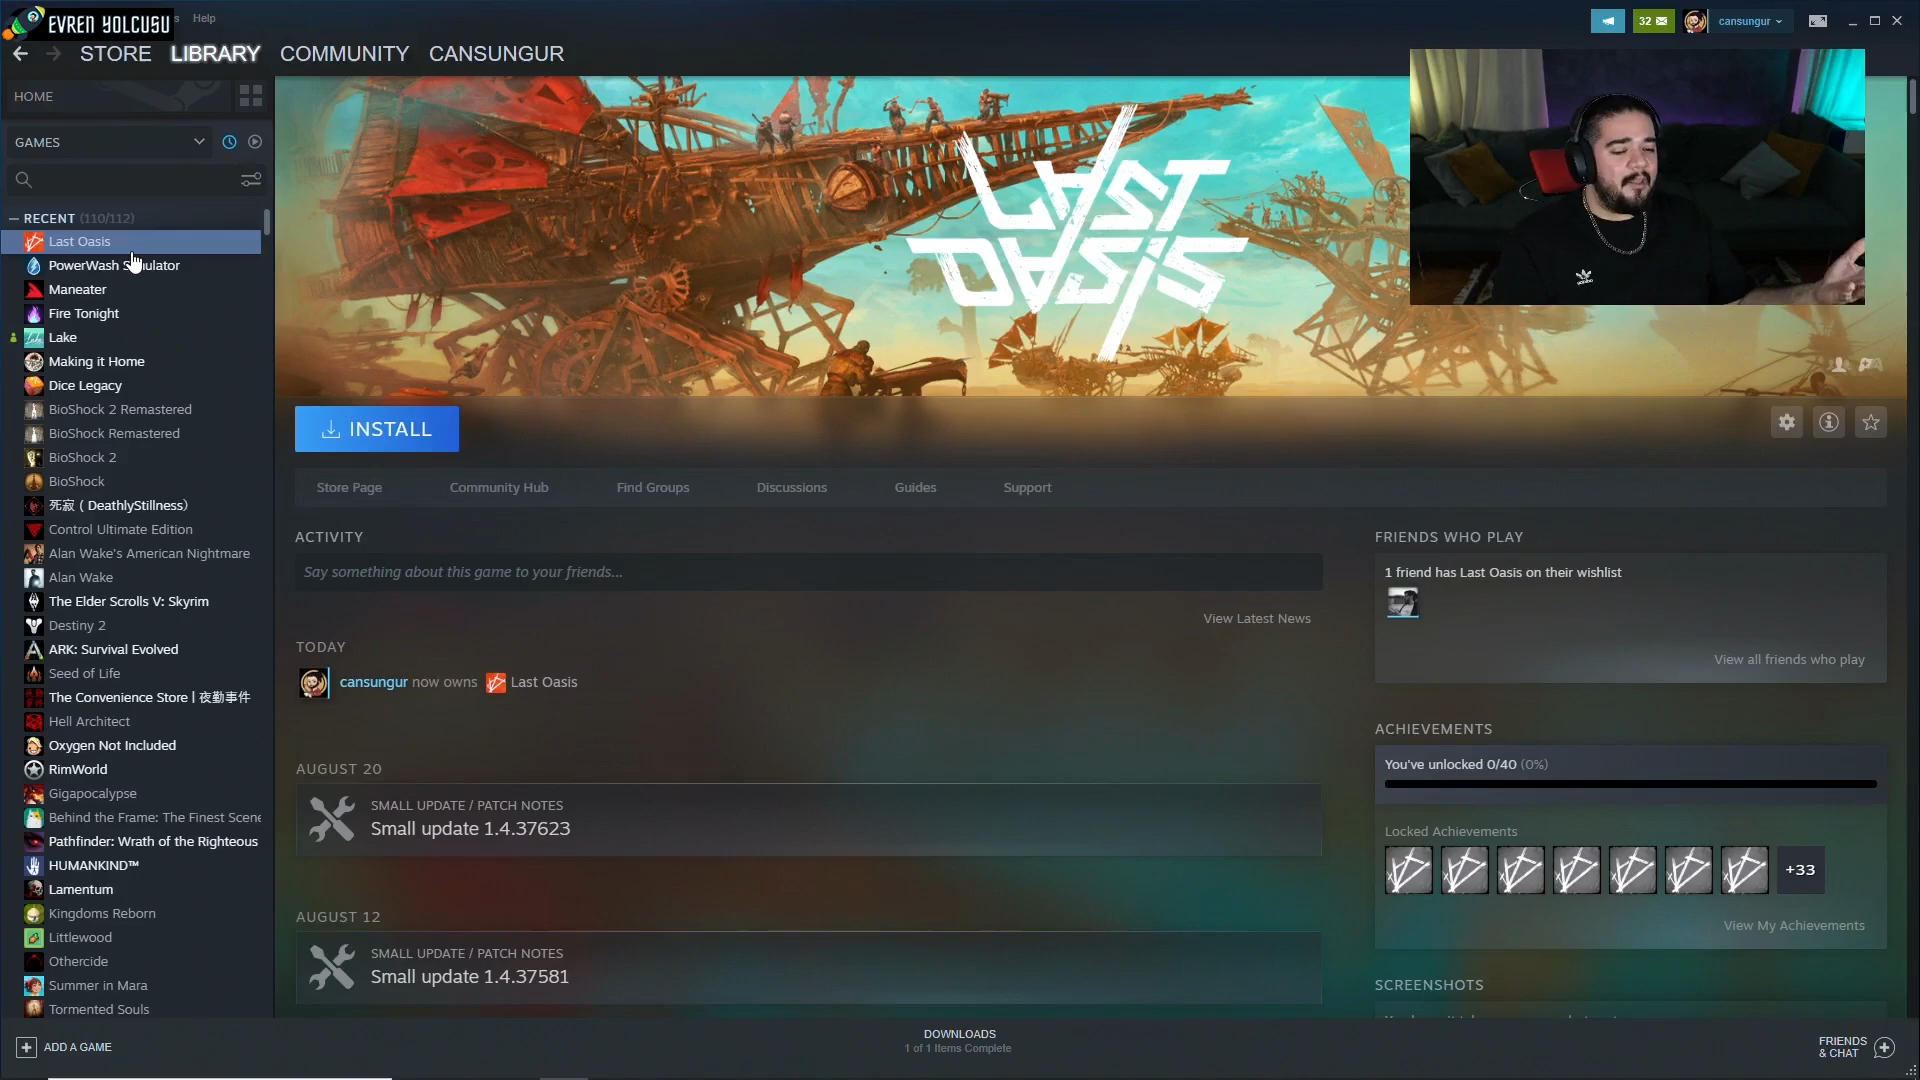 EVREN YOLCUSU
s Help
32
cansungur
STORE LIBRARY COMMUNITY CANSUNGUR
HOME
GAMES
RECENT (110/112)
Last Oasis
PowerWash Simulator
Maneater
Fire Tonight
Lake
Making it Home
Dice Legacy
BioShock 2 Remastered
BioShock Remastered
BioShock 2
BioShock
死寂（DeathlyStillness）
Control Ultimate Edition
Alan Wake's American Nightmare
Alan Wake
The Elder Scrolls V: Skyrim
Destiny 2
ARK: Survival Evolved
Seed of Life
The Convenience Store | 夜勤事件
Hell Architect
Oxygen Not Included
RimWorld
Gigapocalypse
Behind the Frame: The Finest Scene
Pathfinder: Wrath of the Righteous
HUMANKIND™
Lamentum
Kingdoms Reborn
Littlewood
Othercide
Summer in Mara
Tormented Souls
ADD A GAME
LAST
OASIS
INSTALL
Store Page Community Hub Find Groups Discussions Guides Support
ACTIVITY
Say something about this game to your friends...
View Latest News
TODAY
cansungur now owns Last Oasis
AUGUST 20
SMALL UPDATE / PATCH NOTES
Small update 1.4.37623
AUGUST 12
SMALL UPDATE / PATCH NOTES
Small update 1.4.37581
FRIENDS WHO PLAY
1 friend has Last Oasis on their wishlist
View all friends who play
ACHIEVEMENTS
You've unlocked 0/40 (0%)
Locked Achievements
+33
View My Achievements
SCREENSHOTS
DOWNLOADS
1 of 1 Items Complete
FRIENDS
& CHAT